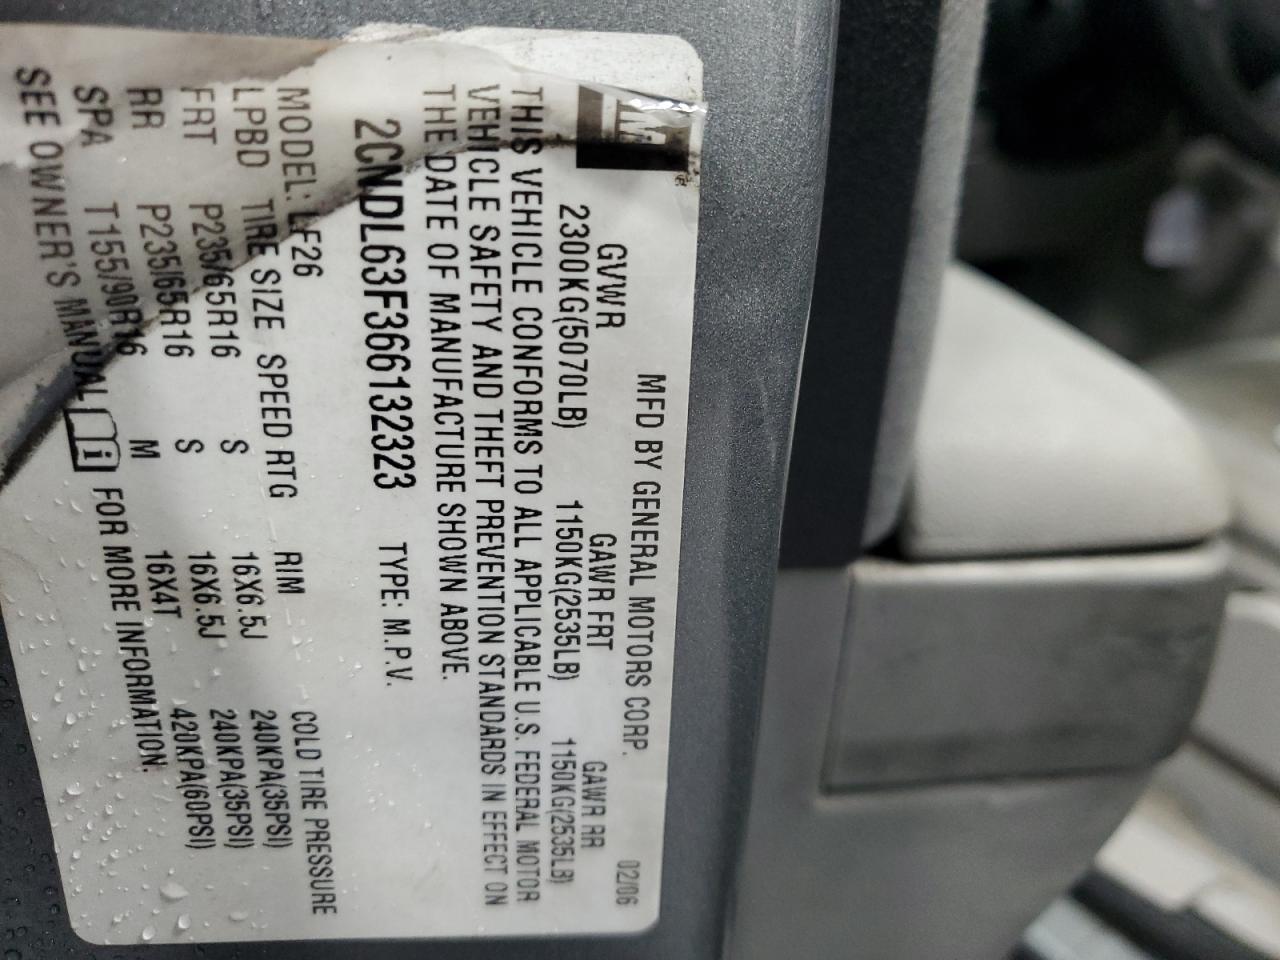 GM®
MFD BY GENERAL MOTORS CORP. 02/06
GVWR GAWR FRT GAWR RR
2300KG(5070LB) 1150KG(2535LB) 1150KG(2535LB)
THIS VEHICLE CONFORMS TO ALL APPLICABLE U.S. FEDERAL MOTOR
VEHICLE SAFETY AND THEFT PREVENTION STANDARDS IN EFFECT ON
THE DATE OF MANUFACTURE SHOWN ABOVE.
2CNDL63F366132323 TYPE: M.P.V.
MODEL: LF26
LPBD TIRE SIZE SPEED RTG RIM COLD TIRE PRESSURE
FRT P235/65R16 S 16X6.5J 240KPA(35PSI)
RR P235/65R16 S 16X6.5J 240KPA(35PSI)
SPA T155/90R16 M 16X4T 420KPA(60PSI)
SEE OWNER'S MANUAL i FOR MORE INFORMATION.